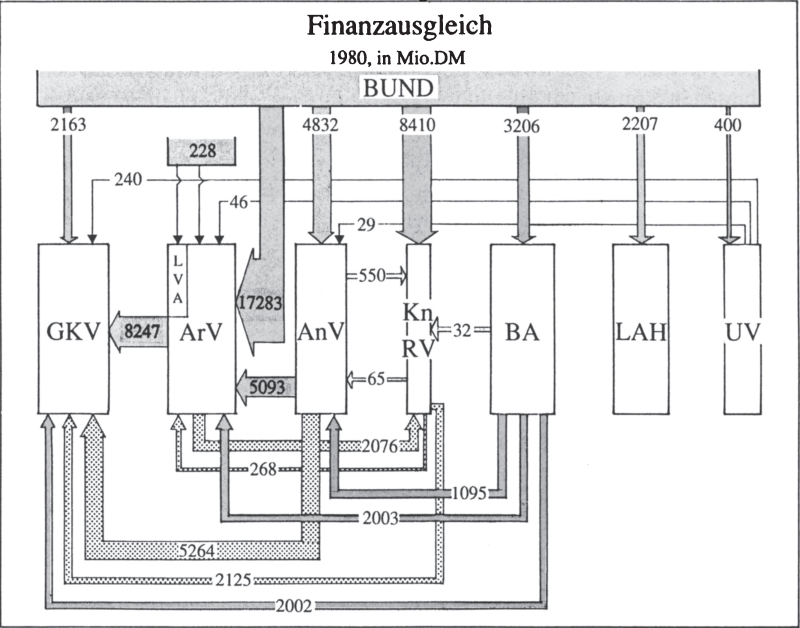 Finanzausgleich
1980, in Mio.DM
BUND
2163
4832
8410
3206
2207
400
228
240
46
29
LVA
550
17283
Kn
RV
GKV
8247
ArV
AnV
32
BA
LAH
UV
5093
65
2076
268
1095
2003
5264
2125
2002